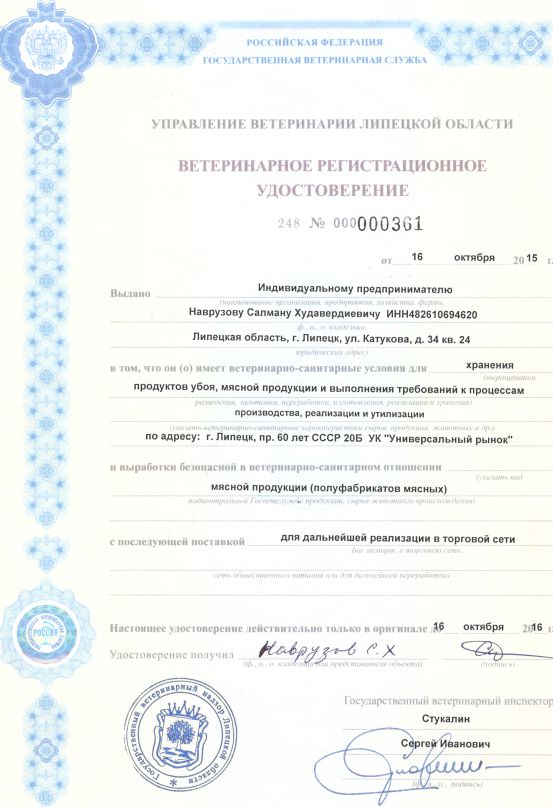 РОССИЙСКАЯ ФЕДЕРАЦИЯ
ГОСУДАРСТВЕННАЯ ВЕТЕРИНАРНАЯ СЛУЖБА
УПРАВЛЕНИЕ ВЕТЕРИНАРИИ ЛИПЕЦКОЙ ОБЛАСТИ
ВЕТЕРИНАРНОЕ РЕГИСТРАЦИОННОЕ
УДОСТОВЕРЕНИЕ
248 № 000000361
от 16 октября 2015 г.
Выдано Индивидуальному предпринимателю
(наименование организации, предприятия, хозяйства, фермы,
Наврузову Салману Худавердиевичу ИНН482610694620
ф., и., о. владельца,
Липецкая область, г. Липецк, ул. Катукова, д. 34 кв. 24
юридический адрес)
в том, что он (о) имеет ветеринарно-санитарные условия для хранения
(выращивания,
продуктов убоя, мясной продукции и выполнения требований к процессам
разведения, заготовки, переработки, изготовления, реализации и хранения)
производства, реализации и утилизации
(указать ветеринарно-санитарные характеристики сырья, продукции, животных и др.)
по адресу: г. Липецк, пр. 60 лет СССР 20Б УК "Универсальный рынок"
и выработки безопасной в ветеринарно-санитарном отношении
(указать вид
мясной продукции (полуфабрикатов мясных)
подконтрольной Госветслужбе продукции, сырья животного происхождения)
с последующей поставкой для дальнейшей реализации в торговой сети
(на экспорт, в торговую сеть,
сеть общественного питания или для дальнейшей переработки)
Настоящее удостоверение действительно только в оригинале до 16 октября 2016 г.
Удостоверение получил Наврузов С.Х
(ф., и., о. владельца и представителя объекта) (подпись)
Государственный ветеринарный инспектор
Стукалин
Сергей Иванович
(ф., и., о., подпись)
РОССИЯ
Государственный ветеринарный надзор Липецкой области